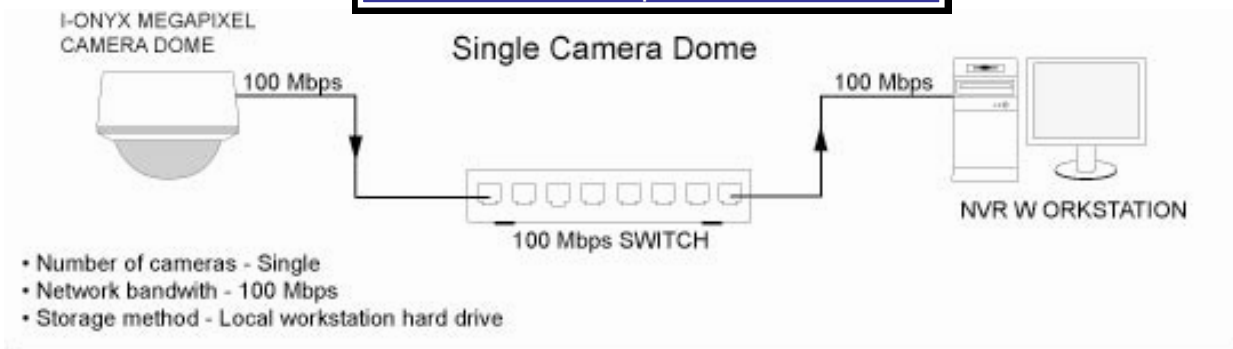 I-ONYX MEGAPIXEL
CAMERA DOME
Single Camera Dome
100 Mbps
100 Mbps
100 Mbps SWITCH
NVR W ORKSTATION
• Number of cameras - Single
• Network bandwith - 100 Mbps
• Storage method - Local workstation hard drive